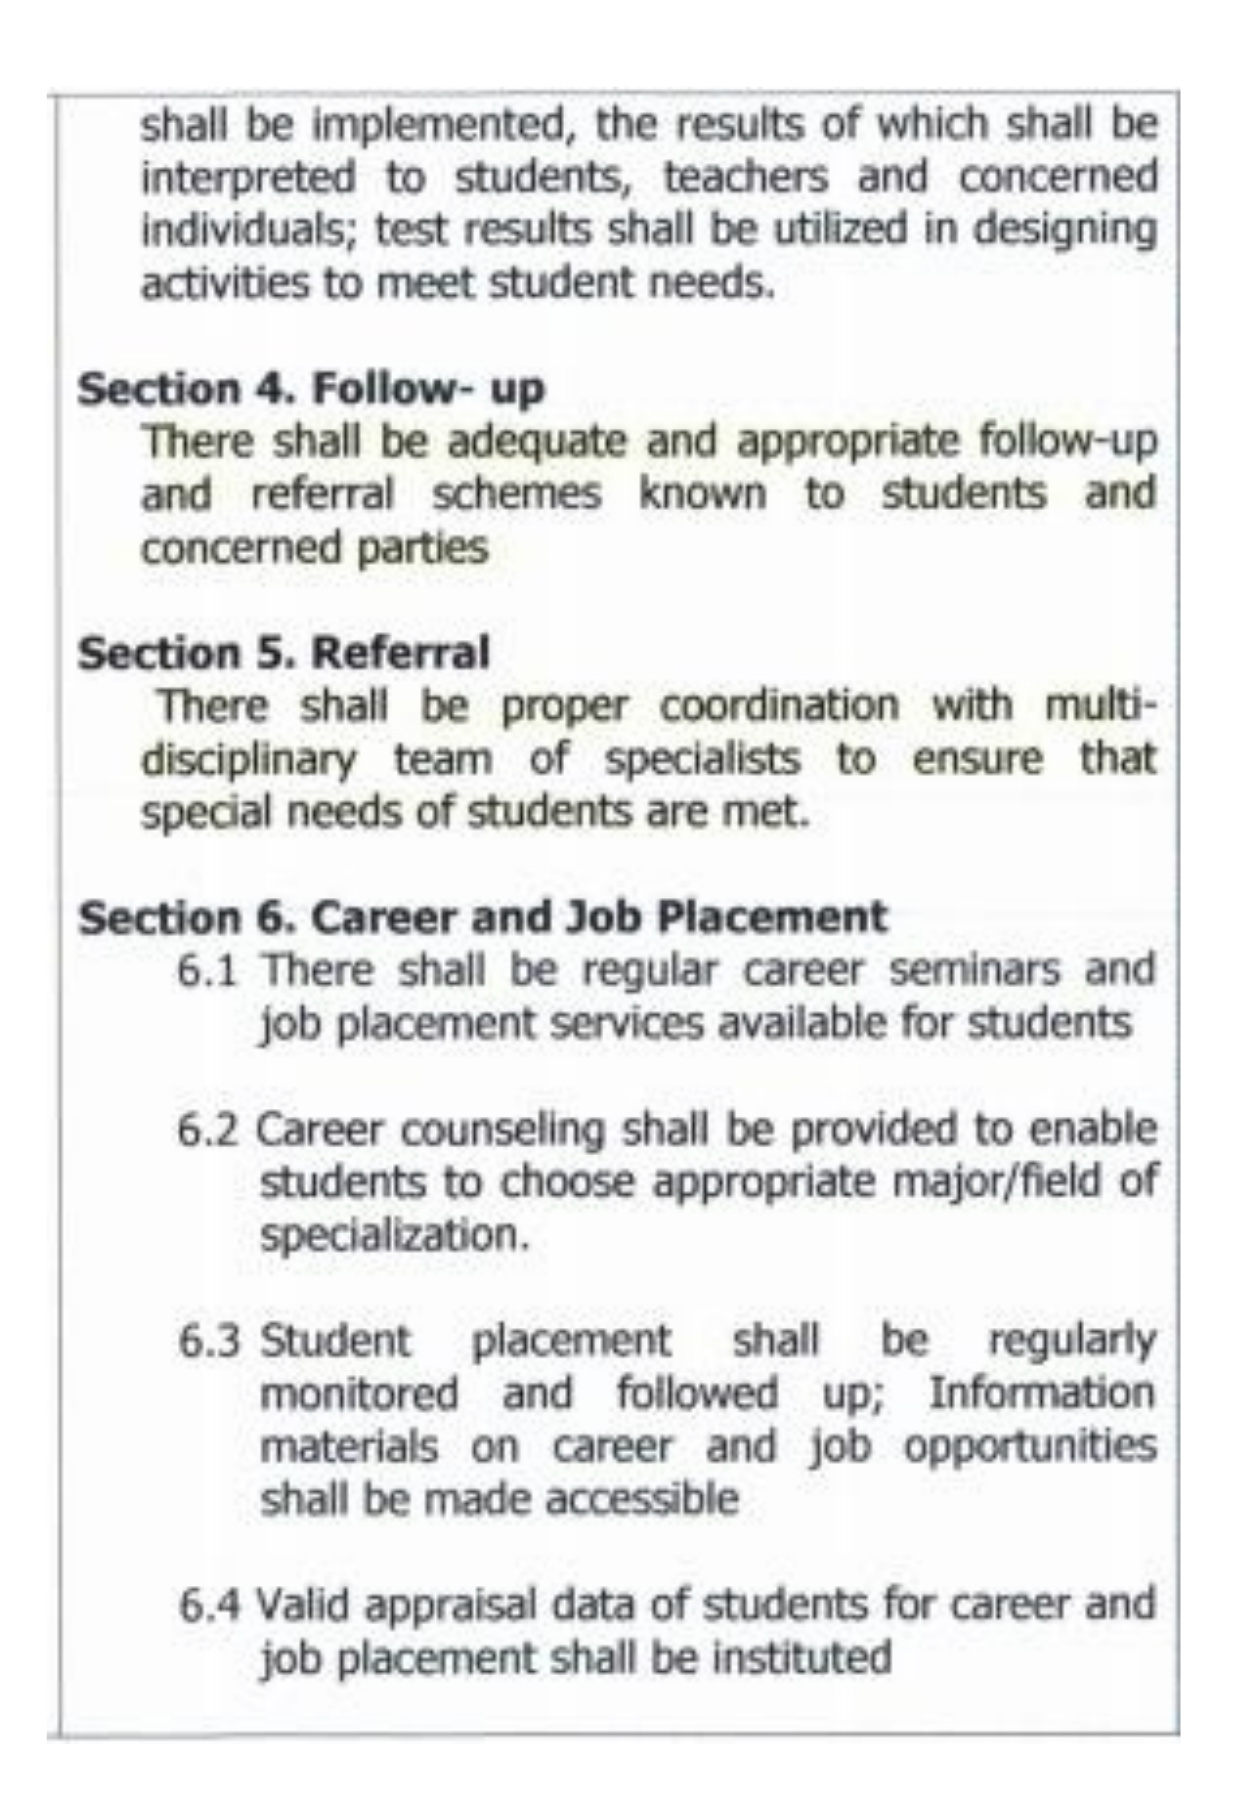 shall be implemented, the results of which shall be
interpreted to students, teachers and concerned
individuals; test results shall be utilized in designing
activities to meet student needs.
Section 4. Follow- up
There shall be adequate and appropriate follow-up
and referral schemes known to students and
concerned parties
Section 5. Referral
There shall be proper coordination with multi-
disciplinary team of specialists to ensure that
special needs of students are met.
Section 6. Career and Job Placement
6.1 There shall be regular career seminars and
job placement services available for students
6.2 Career counseling shall be provided to enable
students to choose appropriate major/field of
specialization.
6.3 Student placement shall be regularly
monitored and followed up; Information
materials on career and job opportunities
shall be made accessible
6.4 Valid appraisal data of students for career and
job placement shall be instituted